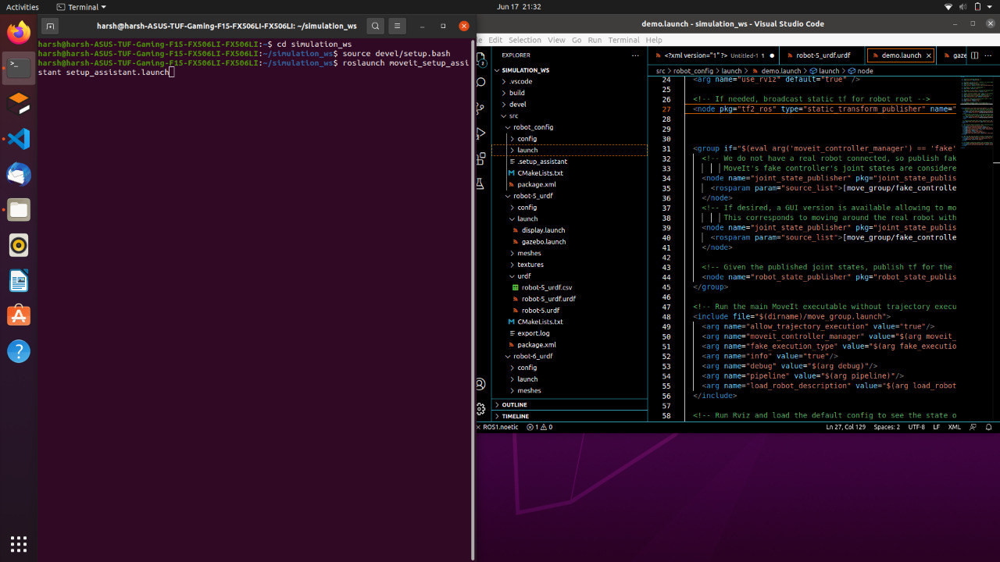 Activities
Terminal
Jun 17 21:32
harsh@harsh-ASUS-TUF-Gaming-F15-FX506LI-FX506LI: ~/simulation_ws
harsh@harsh-ASUS-TUF-Gaming-F15-FX506LI-FX506LI:~$ cd simulation_ws
harsh@harsh-ASUS-TUF-Gaming-F15-FX506LI-FX506LI:~/simulation_ws$ source devel/setup.bash
harsh@harsh-ASUS-TUF-Gaming-F15-FX506LI-FX506LI:~/simulation_ws$ roslaunch moveit_setup_assi
stant setup_assistant.launch
demo.launch - simulation_ws - Visual Studio Code
Edit Selection View Go Run Terminal Help
EXPLORER
SIMULATION_WS
.vscode
build
devel
src
robot_config
config
launch
.setup_assistant
CMakeLists.txt
package.xml
robot-5_urdf
config
launch
display.launch
gazebo.launch
meshes
textures
urdf
robot-5_urdf.csv
robot-5_urdf.urdf
robot-5.urdf
CMakeLists.txt
export.log
package.xml
robot-6_urdf
config
launch
meshes
OUTLINE
TIMELINE
<?xml version="1" ?> Untitled-1 1
robot-5_urdf.urdf
demo.launch
gaze
src > robot_config > launch > demo.launch > launch > node
24 <arg name="use_rviz" default="true" />
25
26 <!-- If needed, broadcast static tf for robot root -->
27 <node pkg="tf2_ros" type="static_transform_publisher" name="
28
29
30
31 <group if="$(eval arg('moveit_controller_manager') == 'fake'
32 <!-- We do not have a real robot connected, so publish fak
33 MoveIt's fake controller's joint states are considere
34 <node name="joint_state_publisher" pkg="joint_state_publis
35 <rosparam param="source_list">[move_group/fake_controlle
36 </node>
37 <!-- If desired, a GUI version is available allowing to mo
38 This corresponds to moving around the real robot with
39 <node name="joint_state_publisher" pkg="joint_state_publis
40 <rosparam param="source_list">[move_group/fake_controlle
41 </node>
42
43 <!-- Given the published joint states, publish tf for the
44 <node name="robot_state_publisher" pkg="robot_state_publis
45 </group>
46
47 <!-- Run the main MoveIt executable without trajectory execu
48 <include file="$(dirname)/move_group.launch">
49 <arg name="allow_trajectory_execution" value="true"/>
50 <arg name="moveit_controller_manager" value="$(arg moveit_
51 <arg name="fake_execution_type" value="$(arg fake_executio
52 <arg name="info" value="true"/>
53 <arg name="debug" value="$(arg debug)"/>
54 <arg name="pipeline" value="$(arg pipeline)"/>
55 <arg name="load_robot_description" value="$(arg load_robot
56 </include>
57
58 <!-- Run Rviz and load the default config to see the state o
ROS1.noetic 1 0
Ln 27, Col 129 Spaces: 2 UTF-8 LF XML